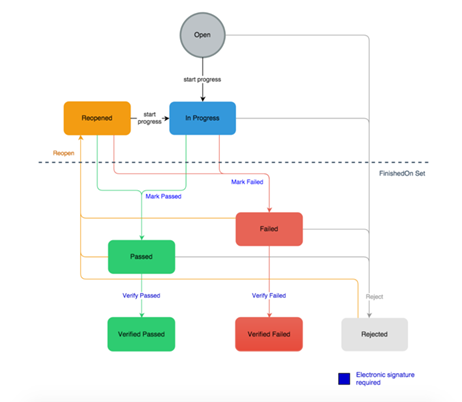 Open
start progress
Reopened
start
progress
In Progress
Reopen
FinishedOn Set
Mark Failed
Mark Passed
Failed
Passed
Verify Passed
Verify Failed
Reject
Verified Passed
Verified Failed
Rejected
Electronic signature
required